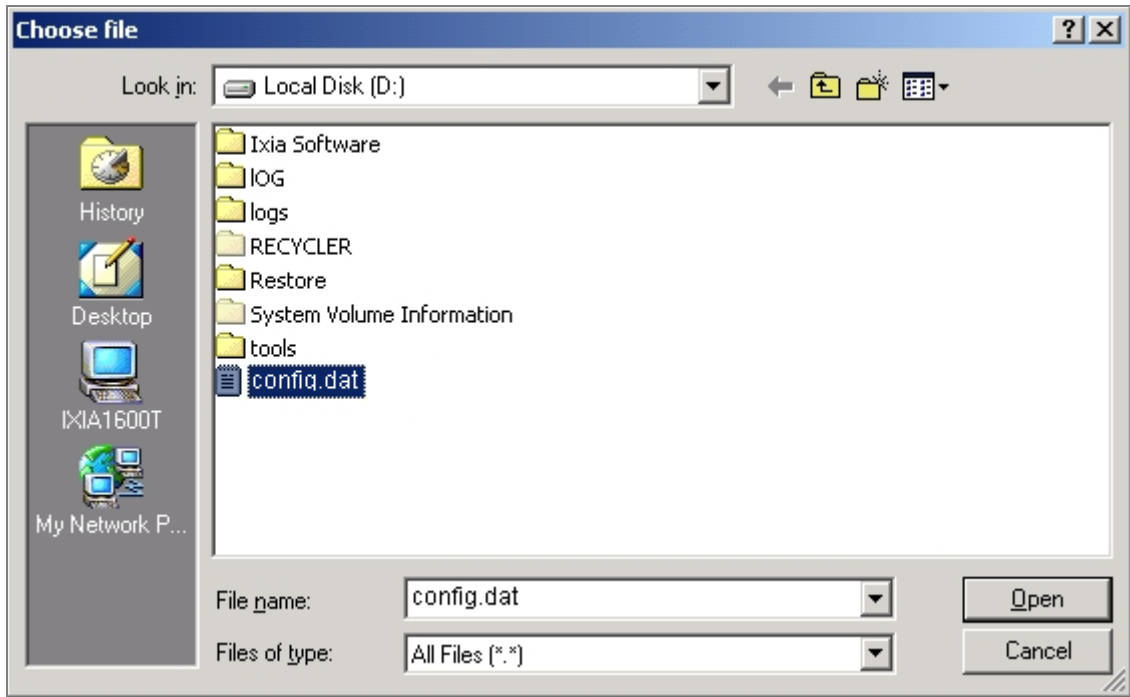 Choose file
Look in:
Local Disk (D:)
Ixia Software
lOG
logs
RECYCLER
Restore
System Volume Information
tools
config.dat
History
Desktop
IXIA1600T
My Network P...
File name:
config.dat
Open
Files of type:
All Files (*.*)
Cancel